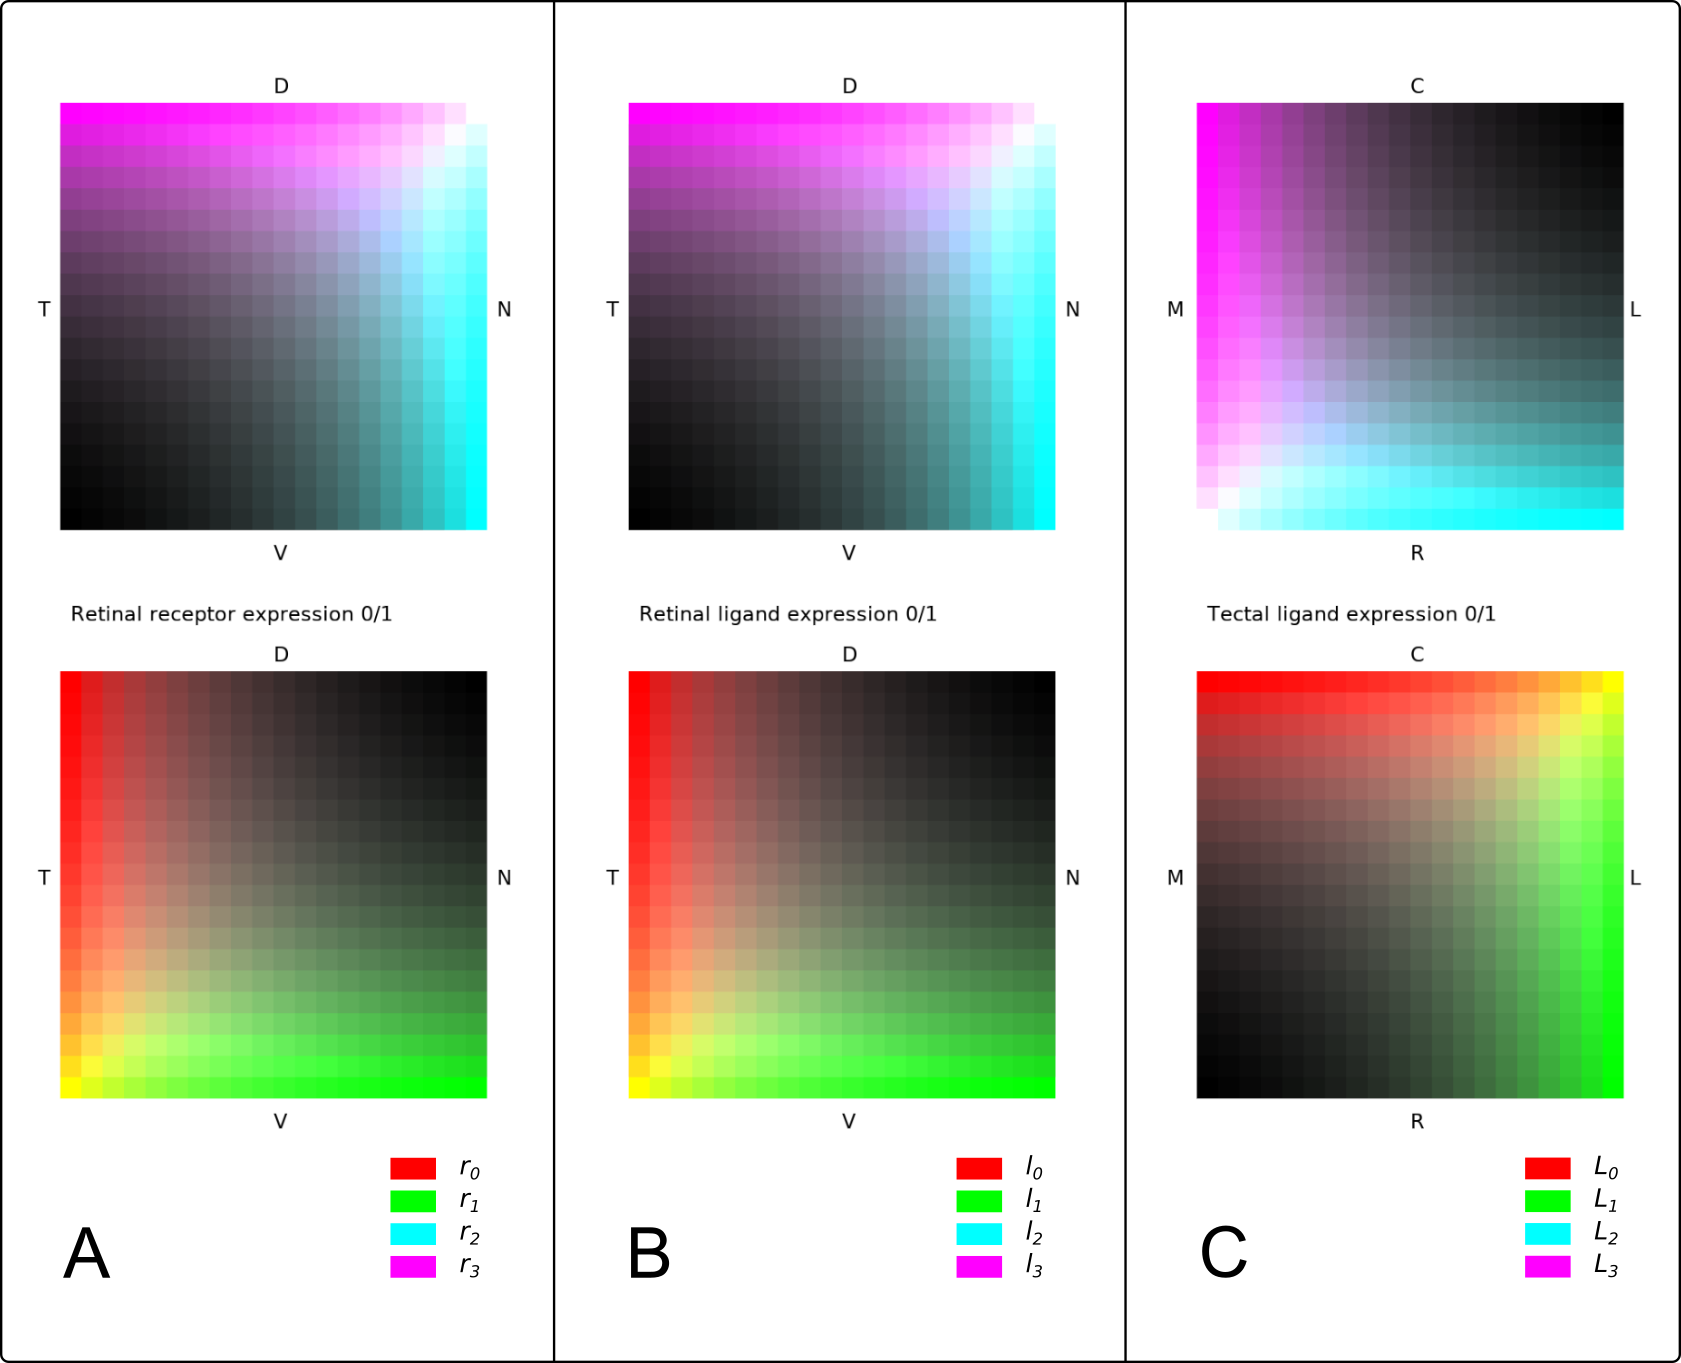 D
T
N
V
Retinal receptor expression 0/1
D
T
N
V
r0
r1
r2
r3
A
D
T
N
V
Retinal ligand expression 0/1
D
T
N
V
l0
l1
l2
l3
B
C
M
L
R
Tectal ligand expression 0/1
C
M
L
R
L0
L1
L2
L3
C